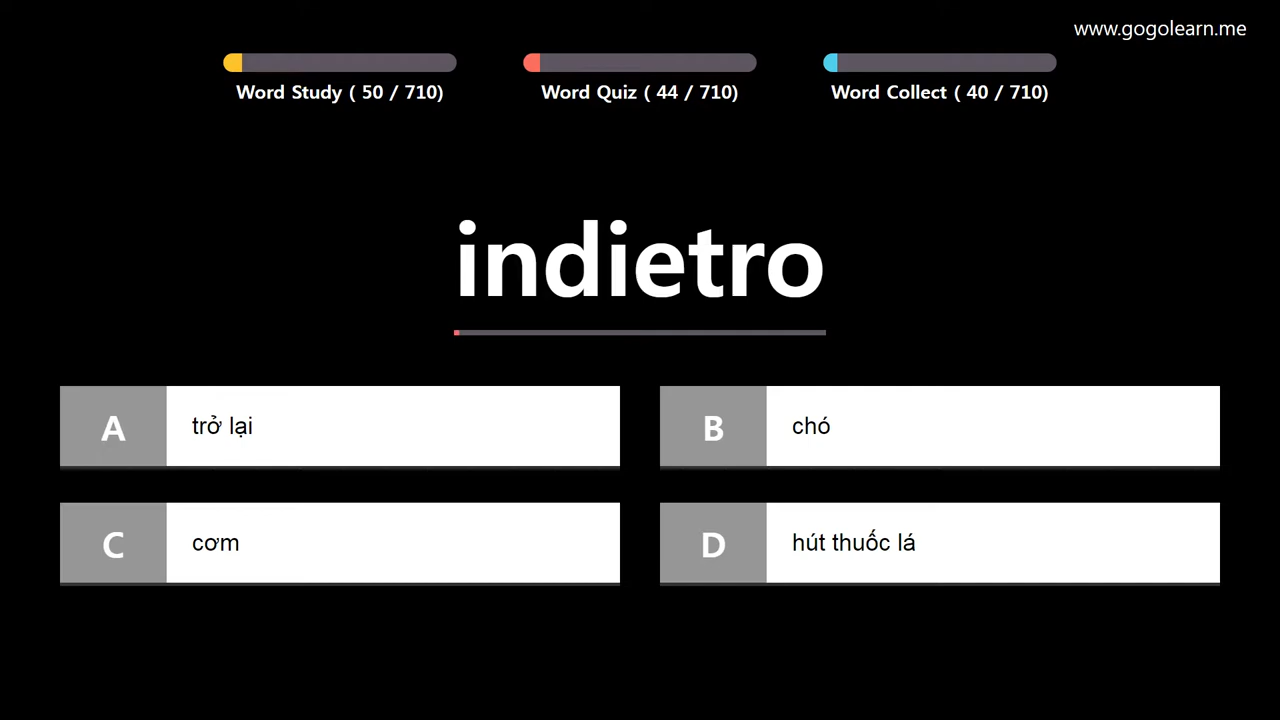 www.gogolearn.me
Word Study ( 50 / 710)
Word Quiz ( 44 / 710)
Word Collect ( 40 / 710)
indietro
A trở lại
B chó
C cơm
D hút thuốc lá